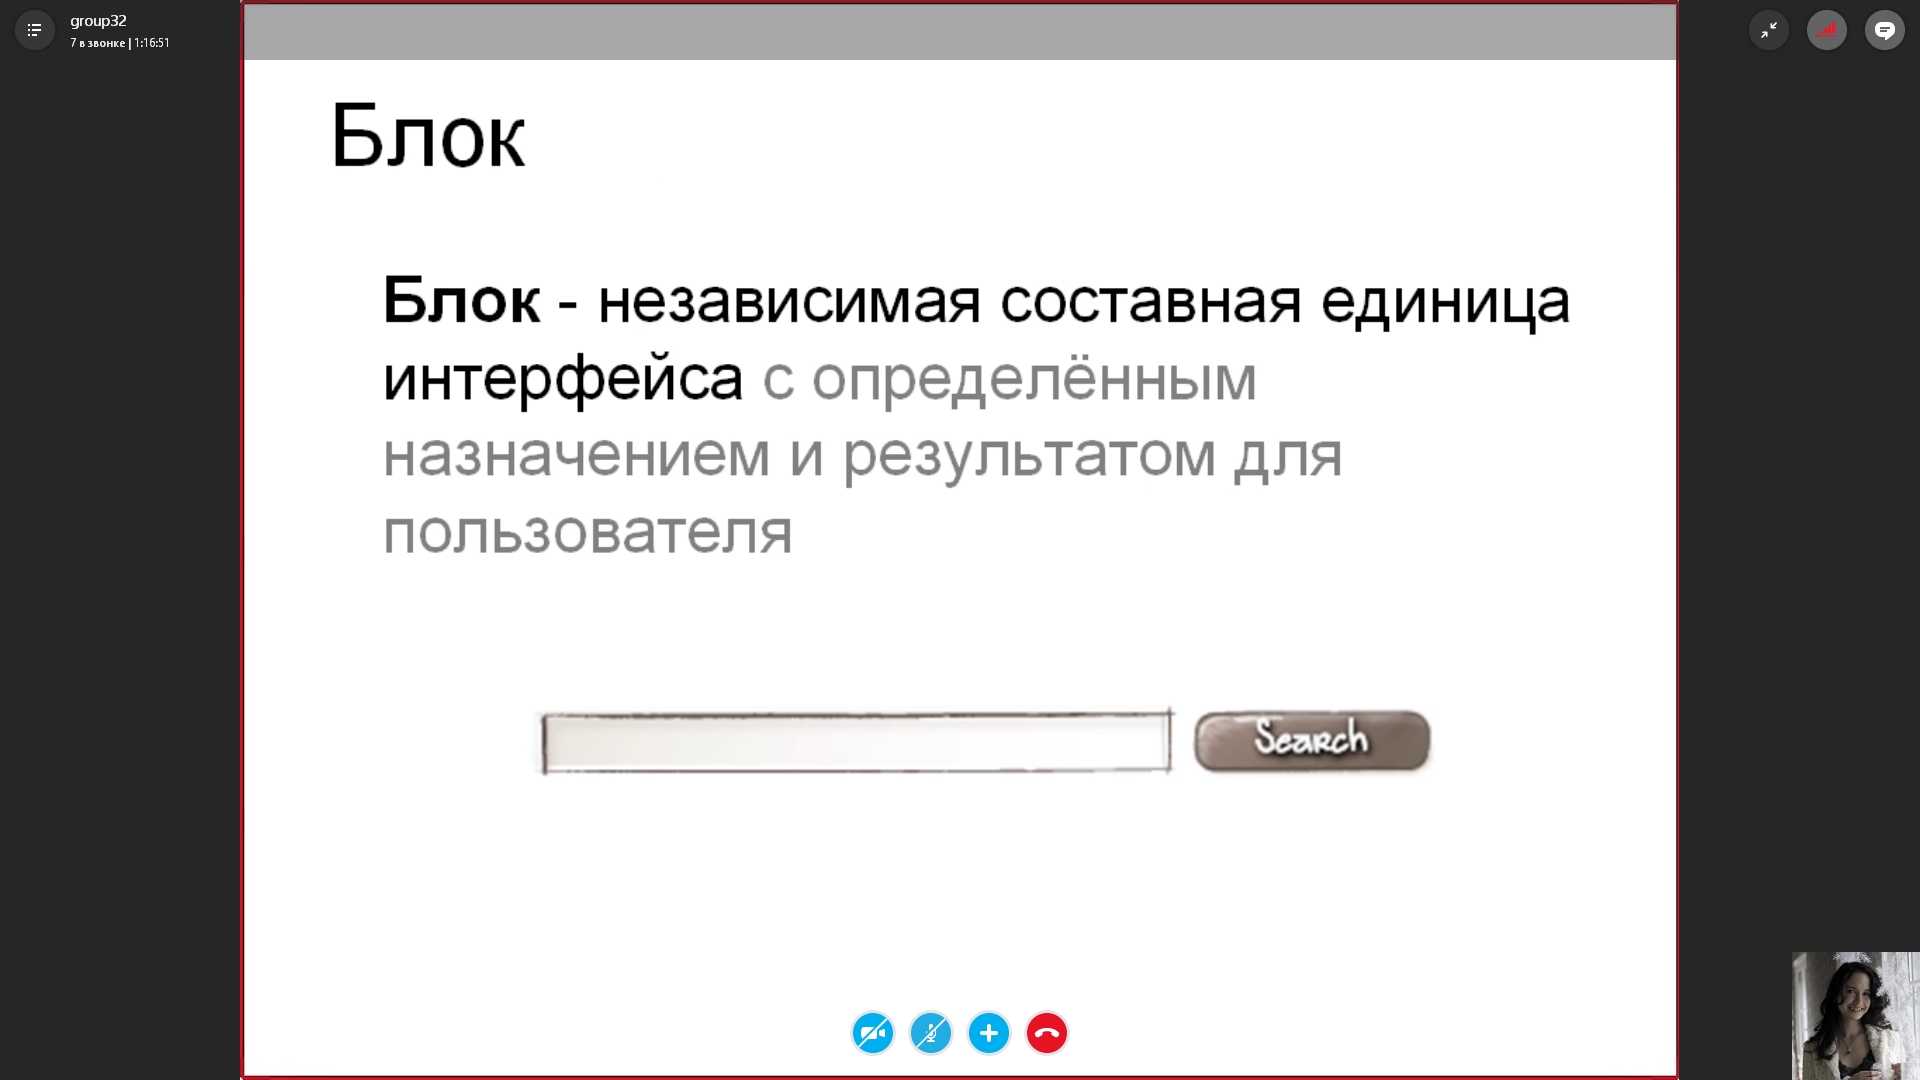 group32
7 в звонке | 1:16:51
Блок
Блок - независимая составная единица
интерфейса с определённым
назначением и результатом для
пользователя
Search